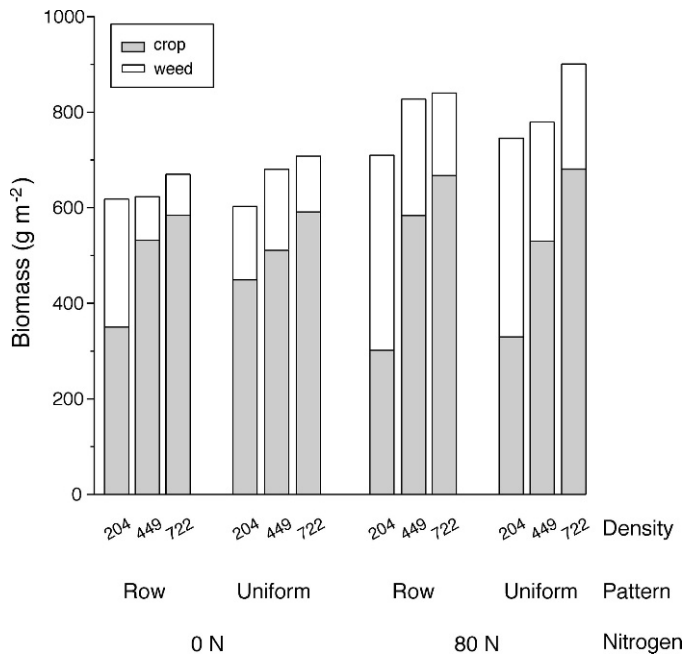 1000
crop
weed
800
600
400
200
0
Biomass (g m-2)
204 449 722 204 449 722 204 449 722 204 449 722 Density
Row Uniform Row Uniform Pattern
0 N 80 N Nitrogen